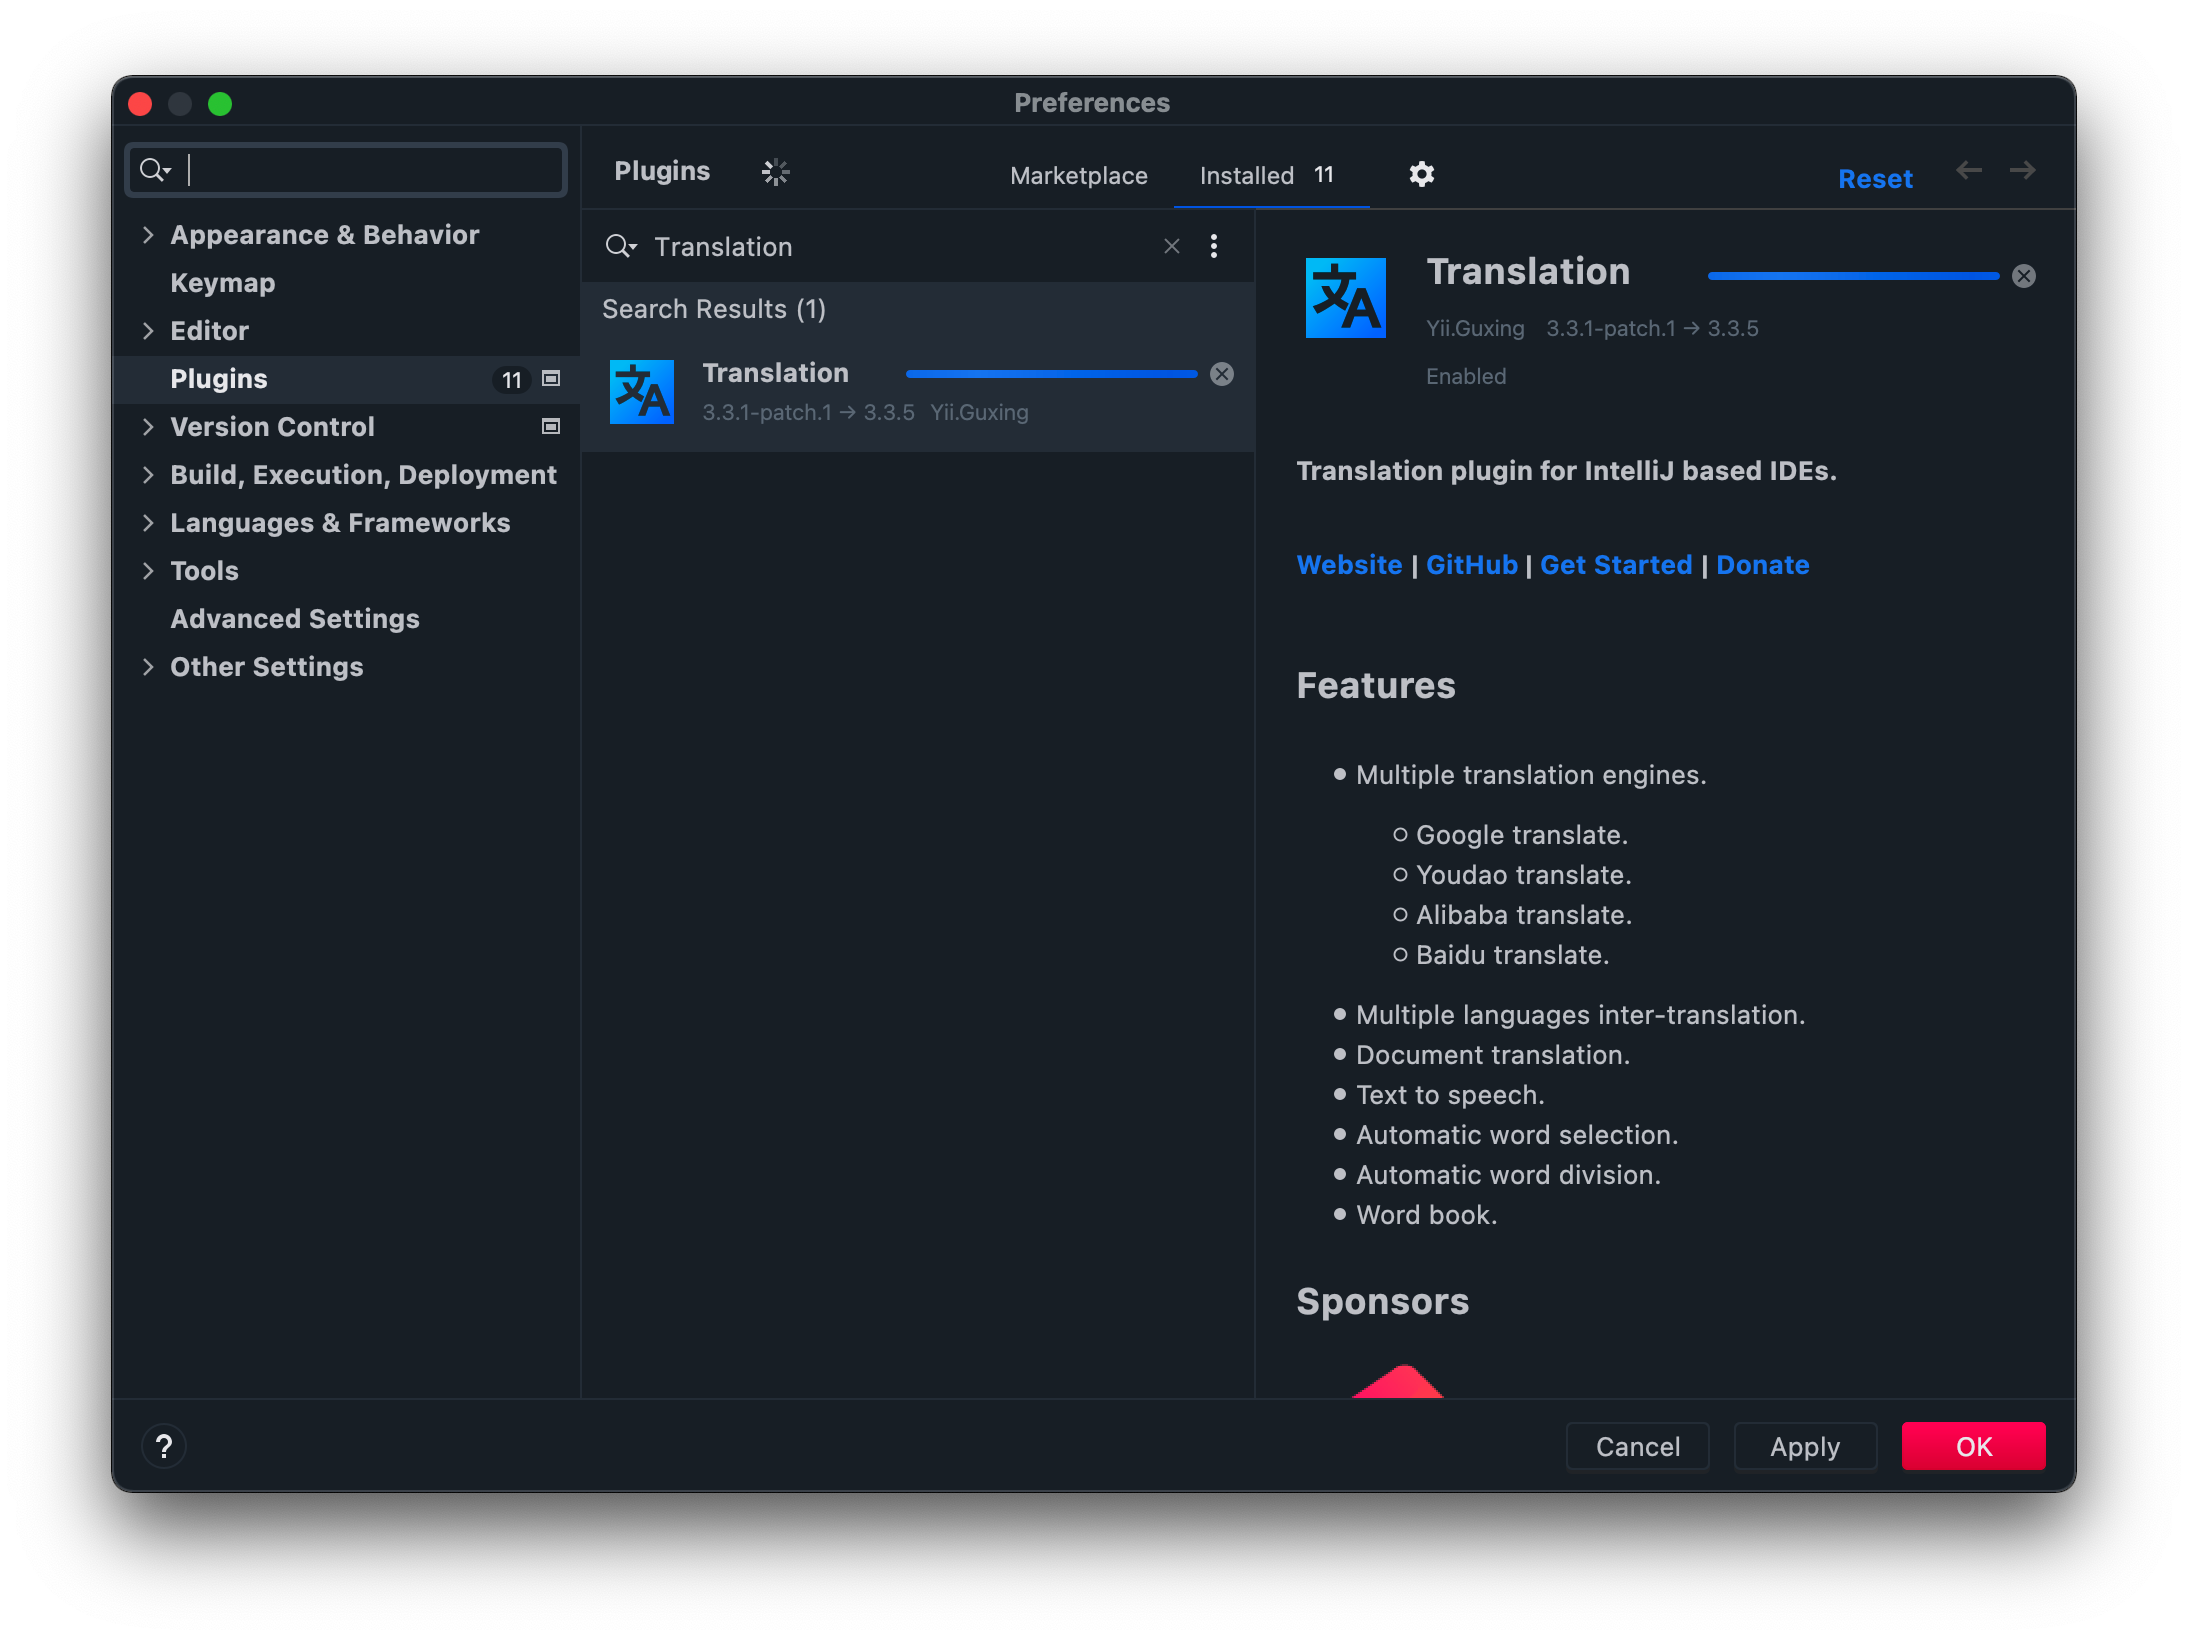 Preferences
Appearance & Behavior
Keymap
Editor
Plugins 11
Version Control
Build, Execution, Deployment
Languages & Frameworks
Tools
Advanced Settings
Other Settings
Plugins
Marketplace
Installed 11
Reset
Translation
Search Results (1)
文A
Translation
3.3.1-patch.1 → 3.3.5 Yii.Guxing
文A
Translation
Yii.Guxing 3.3.1-patch.1 → 3.3.5
Enabled
Translation plugin for IntelliJ based IDEs.
Website | GitHub | Get Started | Donate
Features
Multiple translation engines.
Google translate.
Youdao translate.
Alibaba translate.
Baidu translate.
Multiple languages inter-translation.
Document translation.
Text to speech.
Automatic word selection.
Automatic word division.
Word book.
Sponsors
?
Cancel
Apply
OK